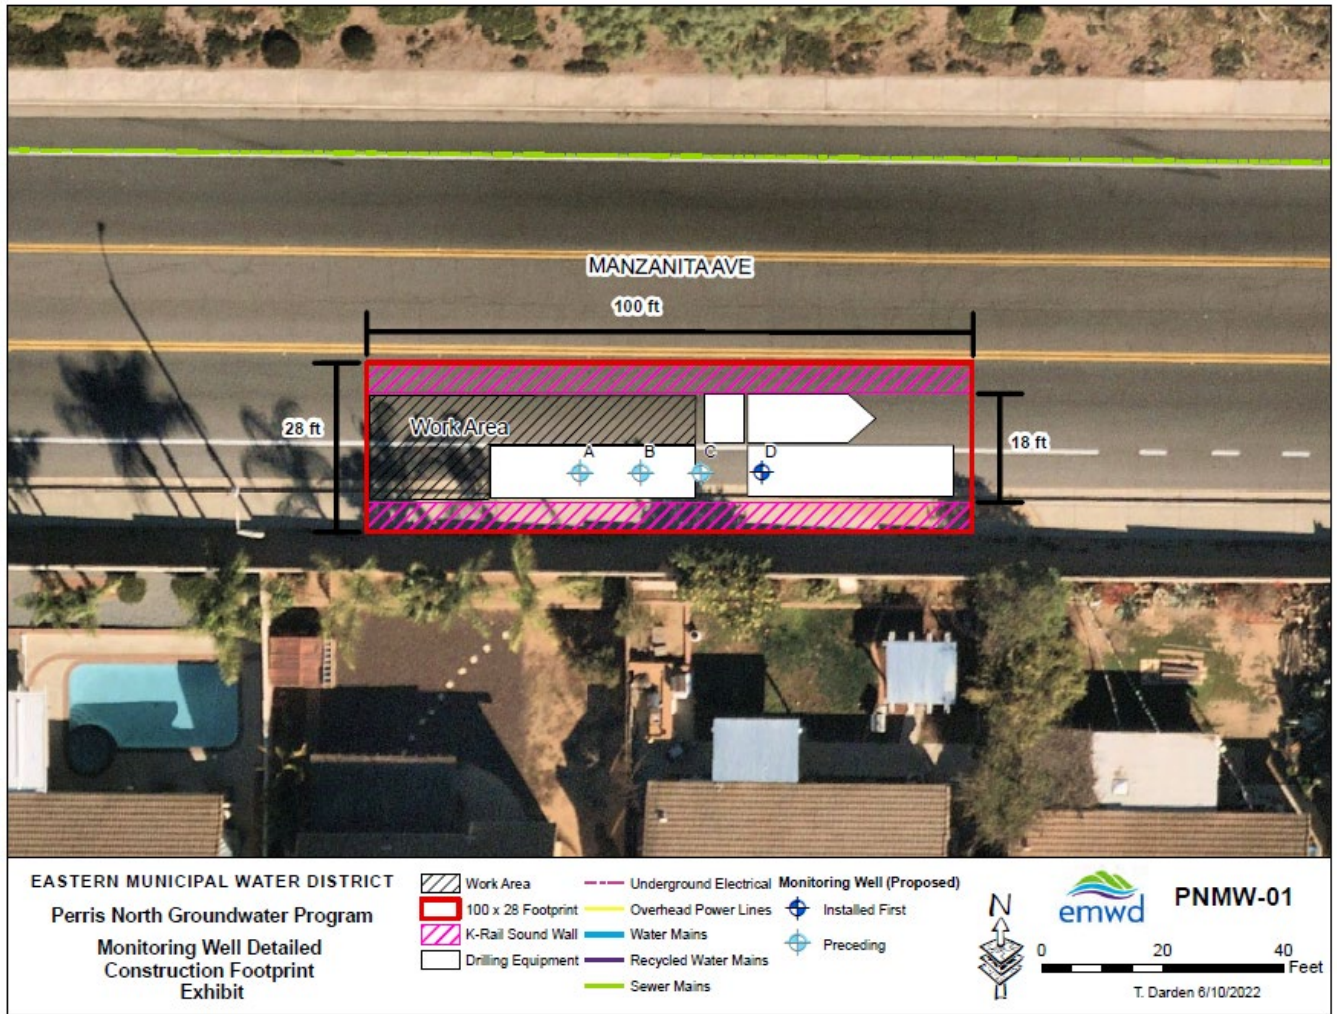 MANZANITA AVE
100 ft
28 ft
Work Area
18 ft
A B C D
EASTERN MUNICIPAL WATER DISTRICT
Perris North Groundwater Program
Monitoring Well Detailed
Construction Footprint
Exhibit
Work Area
100 x 28 Footprint
K-Rail Sound Wall
Drilling Equipment
Underground Electrical
Overhead Power Lines
Water Mains
Recycled Water Mains
Sewer Mains
Monitoring Well (Proposed)
Installed First
Preceding
N
emwd
PNMW-01
0 20 40
Feet
T. Darden 6/10/2022